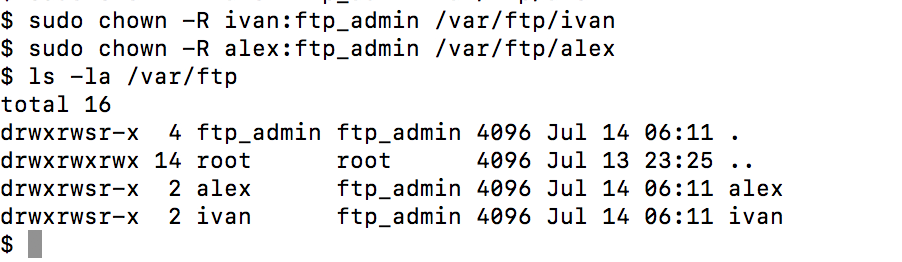 $ sudo chown -R ivan:ftp_admin /var/ftp/ivan
$ sudo chown -R alex:ftp_admin /var/ftp/alex
$ ls -la /var/ftp
total 16
drwxrwsr-x  4 ftp_admin ftp_admin 4096 Jul 14 06:11 .
drwxrwxrwx 14 root      root      4096 Jul 13 23:25 ..
drwxrwsr-x  2 alex      ftp_admin 4096 Jul 14 06:11 alex
drwxrwsr-x  2 ivan      ftp_admin 4096 Jul 14 06:11 ivan
$